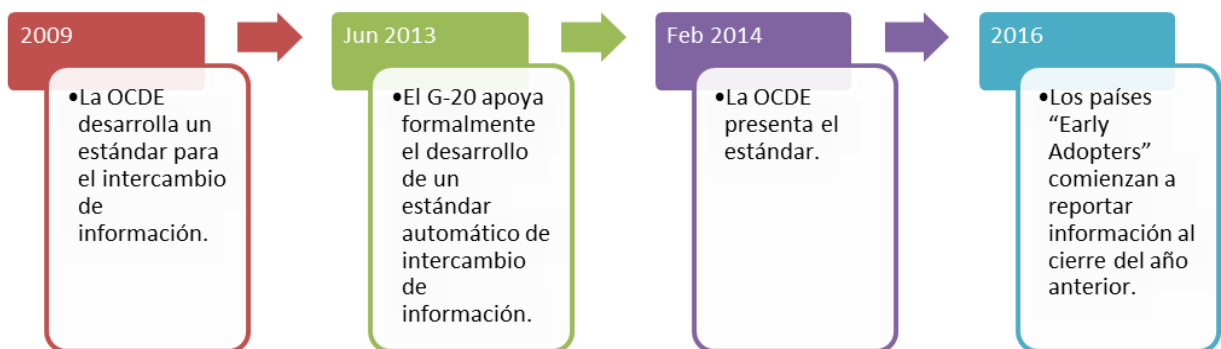 2009
•La OCDE
desarrolla un
estándar para
el intercambio
de
información.
Jun 2013
•El G-20 apoya
formalmente
el desarrollo
de un
estándar
automático de
intercambio
de
información.
Feb 2014
•La OCDE
presenta el
estándar.
2016
•Los países
“Early
Adopters”
comienzan a
reportar
información al
cierre del año
anterior.